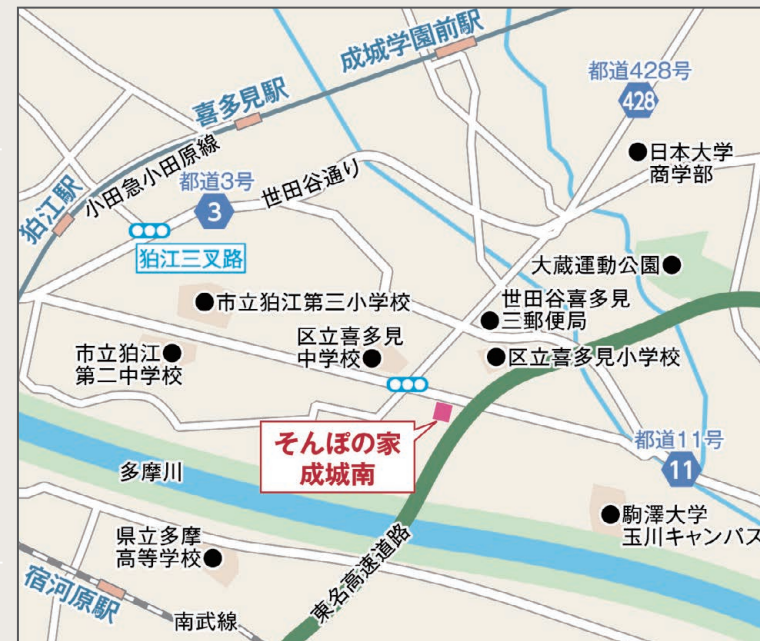 成城学園前駅
喜多見駅
都道428号
428
日本大学
商学部
小田急小田原線
都道3号
3
世田谷通り
狛江駅
狛江三叉路
大蔵運動公園
市立狛江第三小学校
世田谷喜多見
三郵便局
区立喜多見
中学校
市立狛江
第二中学校
区立喜多見小学校
そんぽの家
成城南
都道11号
11
多摩川
駒澤大学
玉川キャンパス
県立多摩
高等学校
東名高速道路
宿河原駅
南武線